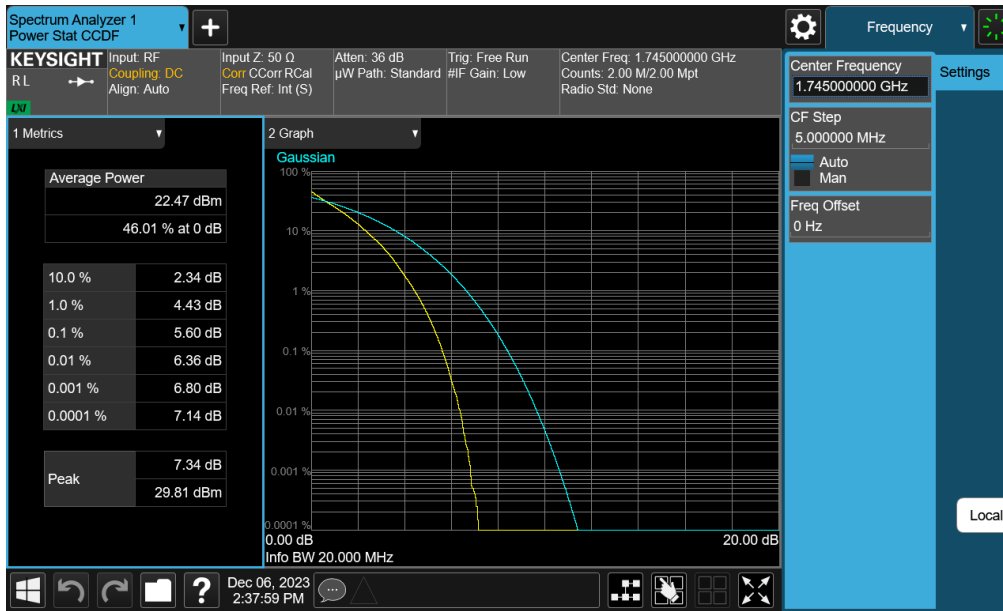 Spectrum Analyzer 1
Power Stat CCDF
Frequency
KEYSIGHT
R L
LXI
Input: RF
Coupling: DC
Align: Auto
Input Z: 50 Ω
Corr CCorr RCal
Freq Ref: Int (S)
Atten: 36 dB
µW Path: Standard
Trig: Free Run
#IF Gain: Low
Center Freq: 1.745000000 GHz
Counts: 2.00 M/2.00 Mpt
Radio Std: None
Center Frequency
1.745000000 GHz
Settings
CF Step
5.000000 MHz
Auto
Man
Freq Offset
0 Hz
Local
1 Metrics
Average Power
22.47 dBm
46.01 % at 0 dB
10.0 % 2.34 dB
1.0 % 4.43 dB
0.1 % 5.60 dB
0.01 % 6.36 dB
0.001 % 6.80 dB
0.0001 % 7.14 dB
Peak
7.34 dB
29.81 dBm
2 Graph
Gaussian
100 %
10 %
1 %
0.1 %
0.01 %
0.001 %
0.0001 %
0.00 dB 20.00 dB
Info BW 20.000 MHz
?
Dec 06, 2023
2:37:59 PM